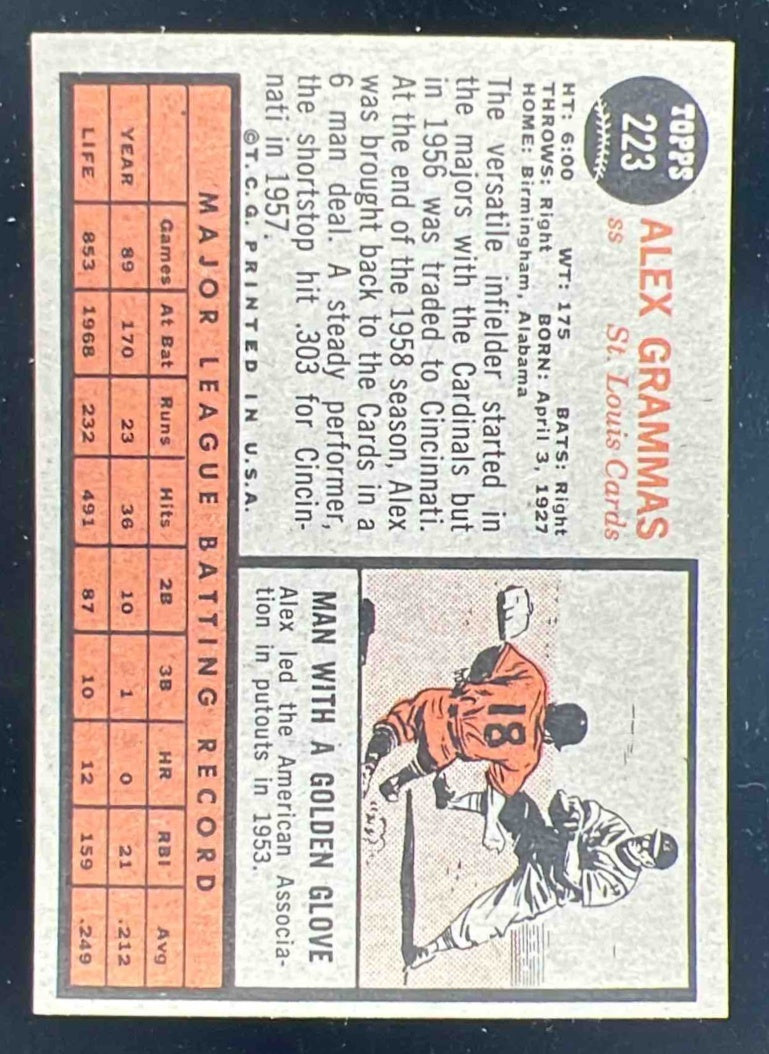 TOPPS
223
ALEX GRAMMAS
ss St. Louis Cards
HT: 6:00 WT: 175 BATS: Right
THROWS: Right BORN: April 3, 1927
HOME: Birmingham, Alabama
The versatile infielder started in
the majors with the Cardinals but
in 1956 was traded to Cincinnati.
At the end of the 1958 season, Alex
was brought back to the Cards in a
6 man deal. A steady performer,
the shortstop hit .303 for Cincin-
nati in 1957.
©T.C.G. PRINTED IN U.S.A.
18
MAN WITH A GOLDEN GLOVE
Alex led the American Associa-
tion in putouts in 1953.
MAJOR LEAGUE BATTING RECORD
Games At Bat Runs Hits 2B 3B HR RBI Avg
YEAR 89 170 23 36 10 1 0 21 .212
LIFE 853 1968 232 491 87 10 12 159 .249